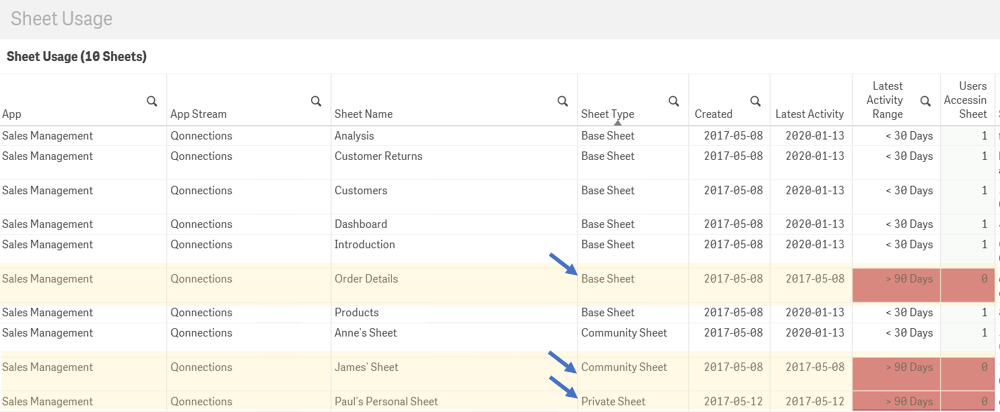 Sheet Usage
Sheet Usage (10 Sheets)
App App Stream Sheet Name Sheet Type Created Latest Activity Latest Activity Range Users Accessin Sheet
Sales Management Qonnections Analysis Base Sheet 2017-05-08 2020-01-13 < 30 Days 1
Sales Management Qonnections Customer Returns Base Sheet 2017-05-08 2020-01-13 < 30 Days 1
Sales Management Qonnections Customers Base Sheet 2017-05-08 2020-01-13 < 30 Days 1
Sales Management Qonnections Dashboard Base Sheet 2017-05-08 2020-01-13 < 30 Days 1
Sales Management Qonnections Introduction Base Sheet 2017-05-08 2020-01-13 < 30 Days 1
Sales Management Qonnections Order Details Base Sheet 2017-05-08 2017-05-08 > 90 Days 0
Sales Management Qonnections Products Base Sheet 2017-05-08 2020-01-13 < 30 Days 1
Sales Management Qonnections Anne's Sheet Community Sheet 2017-05-08 2020-01-13 < 30 Days 1
Sales Management Qonnections James' Sheet Community Sheet 2017-05-08 2017-05-08 > 90 Days 0
Sales Management Qonnections Paul's Personal Sheet Private Sheet 2017-05-12 2017-05-12 > 90 Days 0